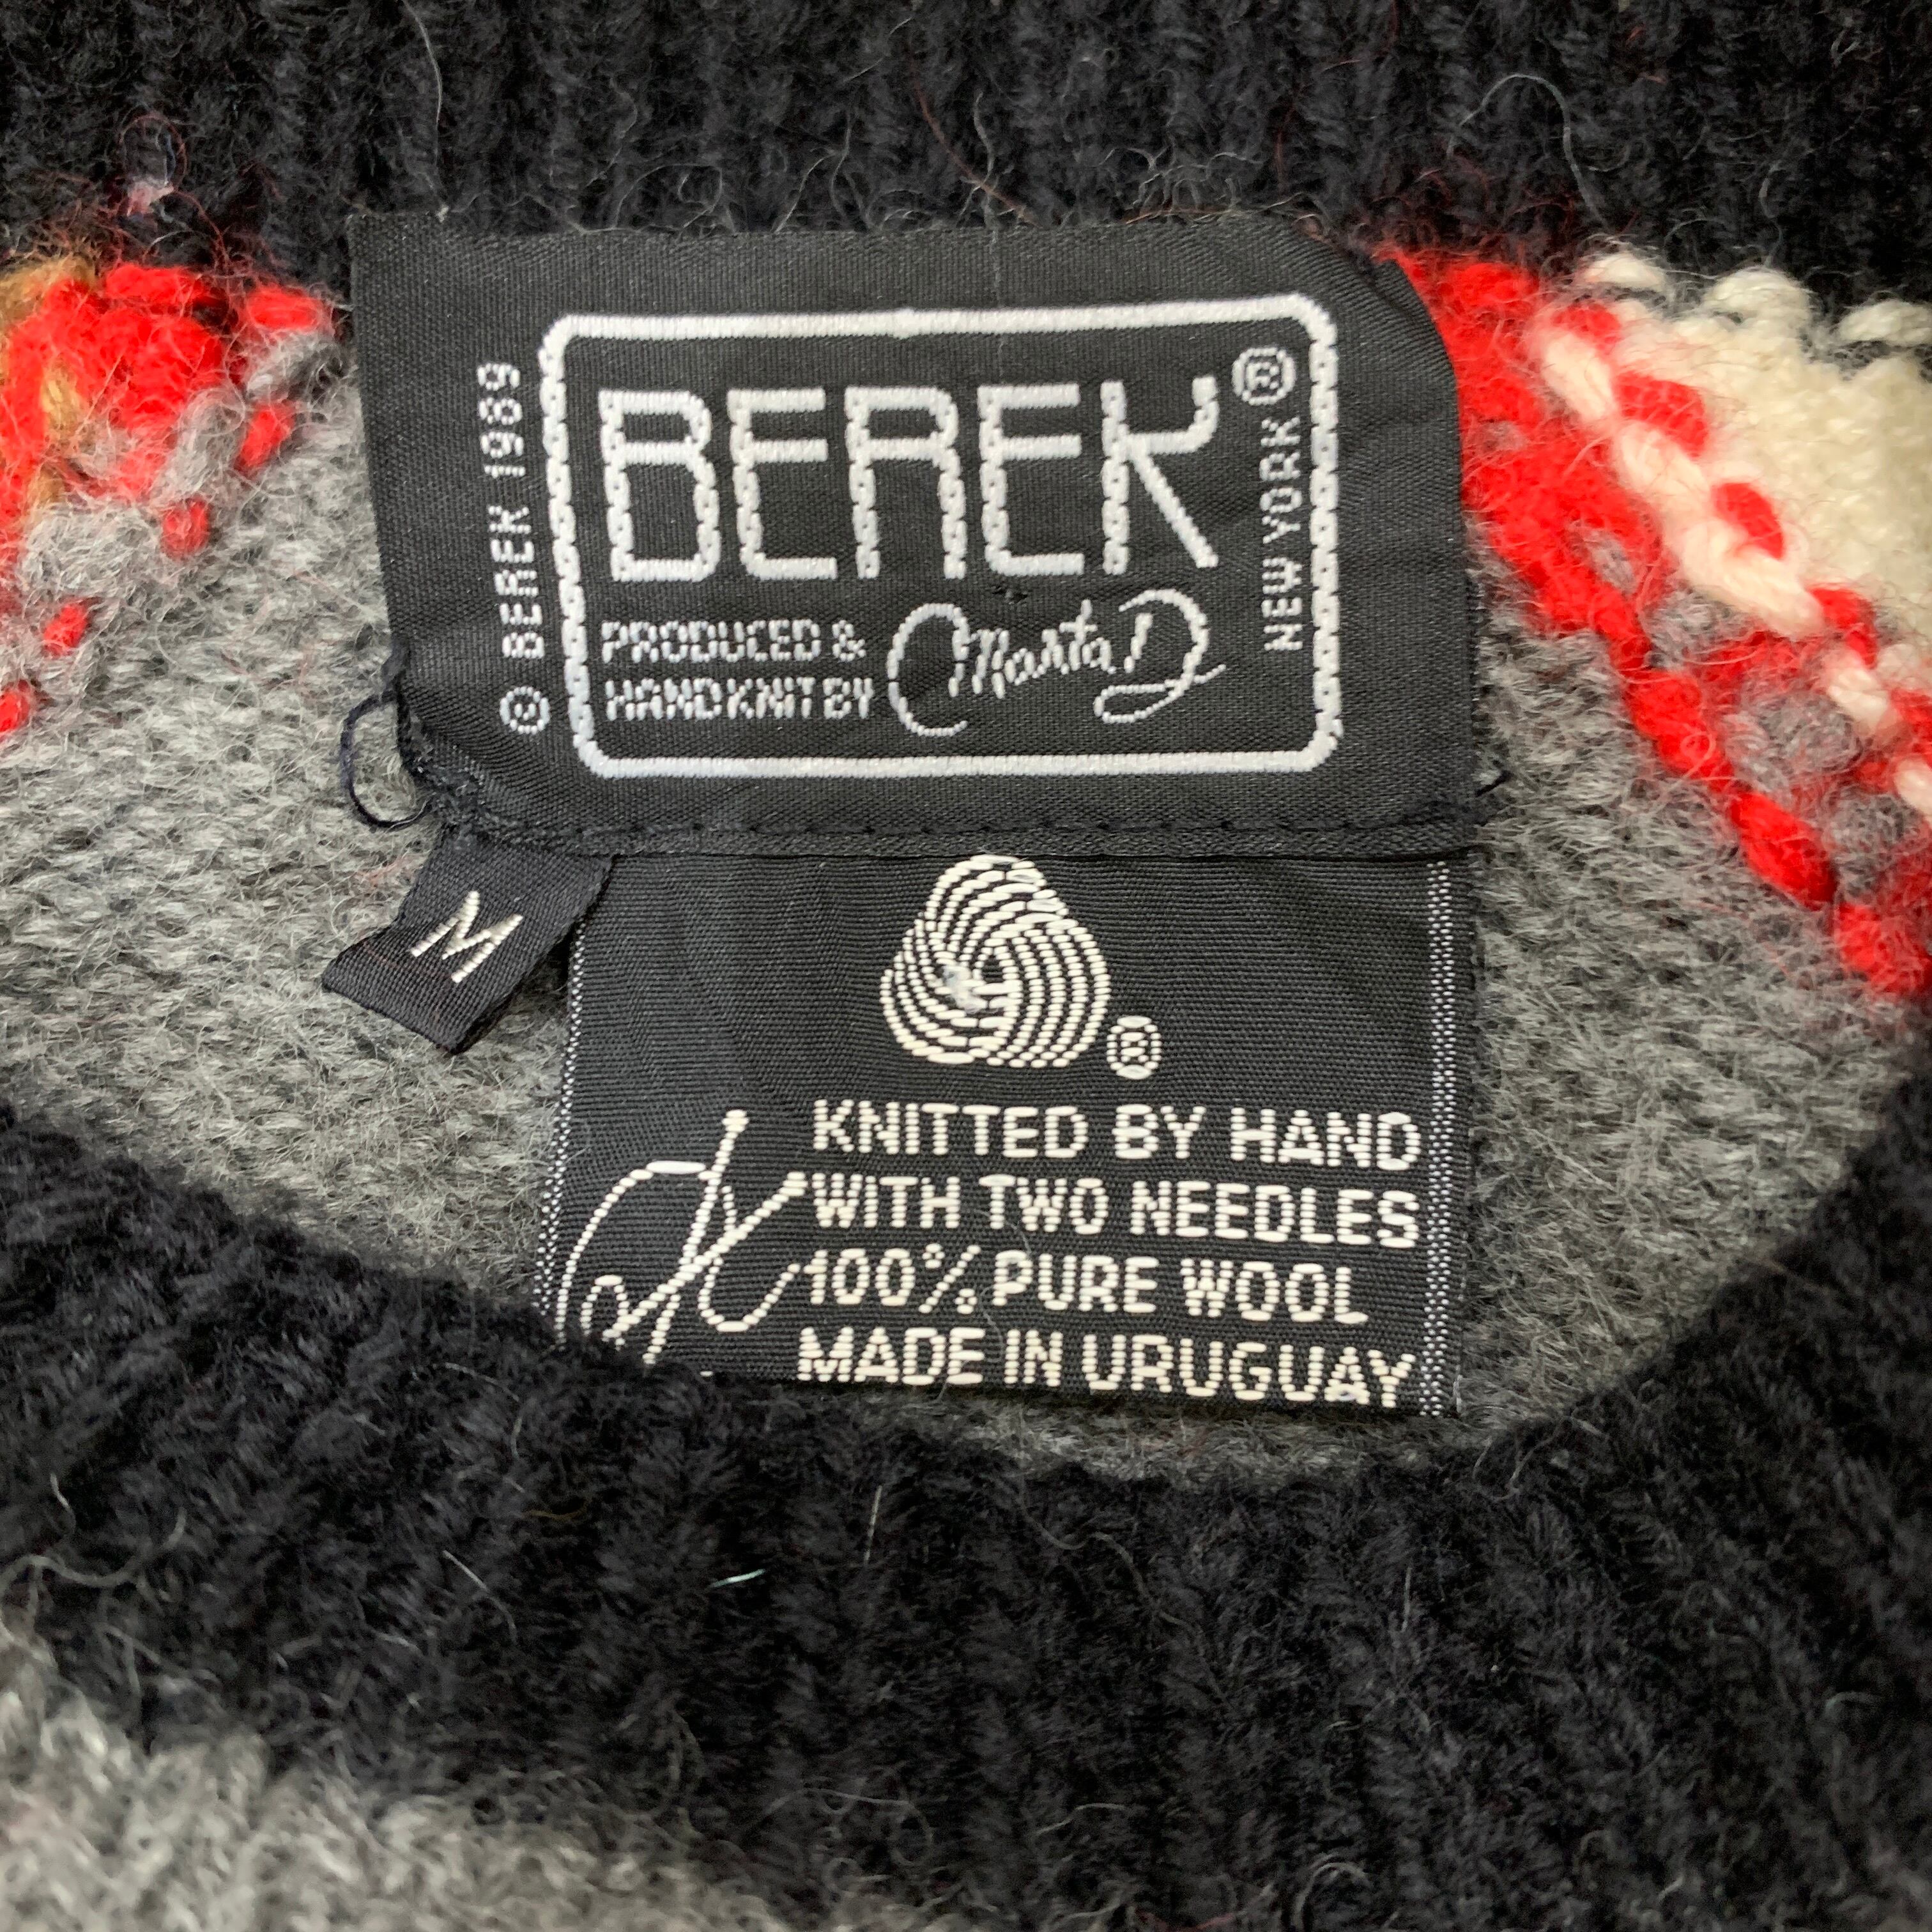 © BEREK 1989
BEREK ®
NEW YORK
PRODUCED &
HANDKNIT BY Marta D
M
®
KNITTED BY HAND
WITH TWO NEEDLES
100% PURE WOOL
MADE IN URUGUAY